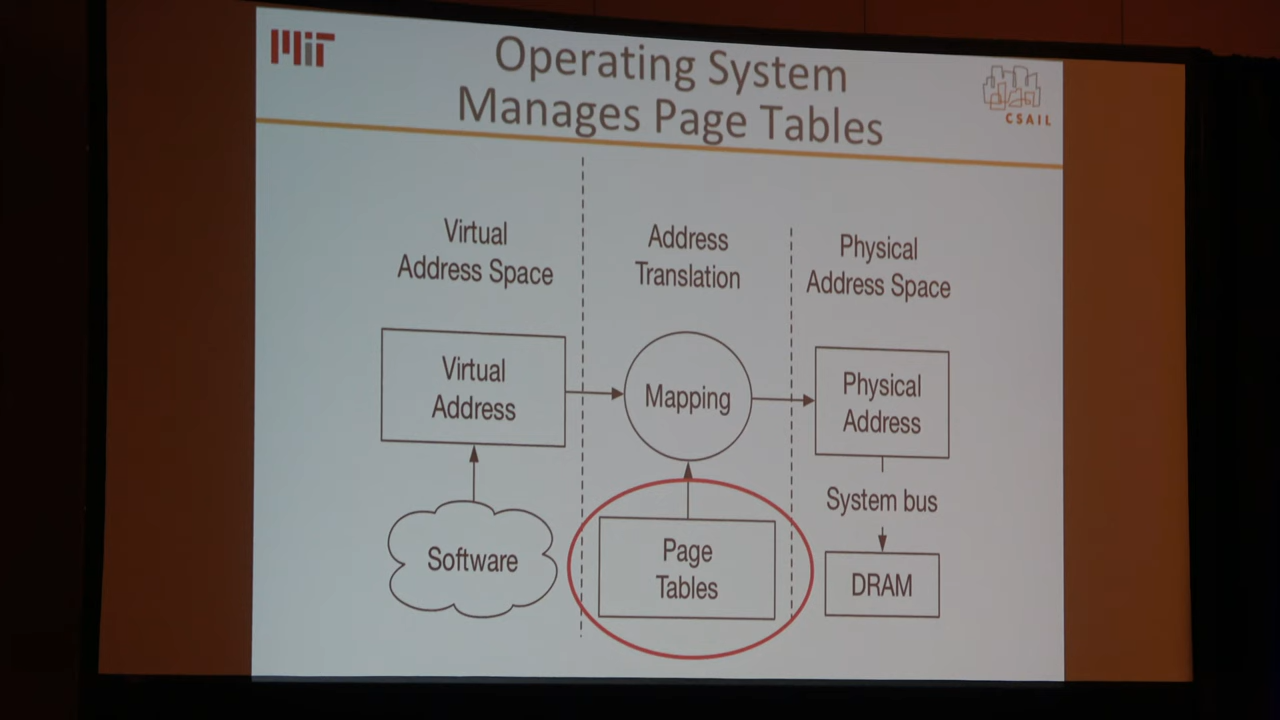 MIT
Operating System
Manages Page Tables
CSAIL
Virtual
Address Space
Address
Translation
Physical
Address Space
Virtual
Address
Mapping
Physical
Address
System bus
Software
Page
Tables
DRAM